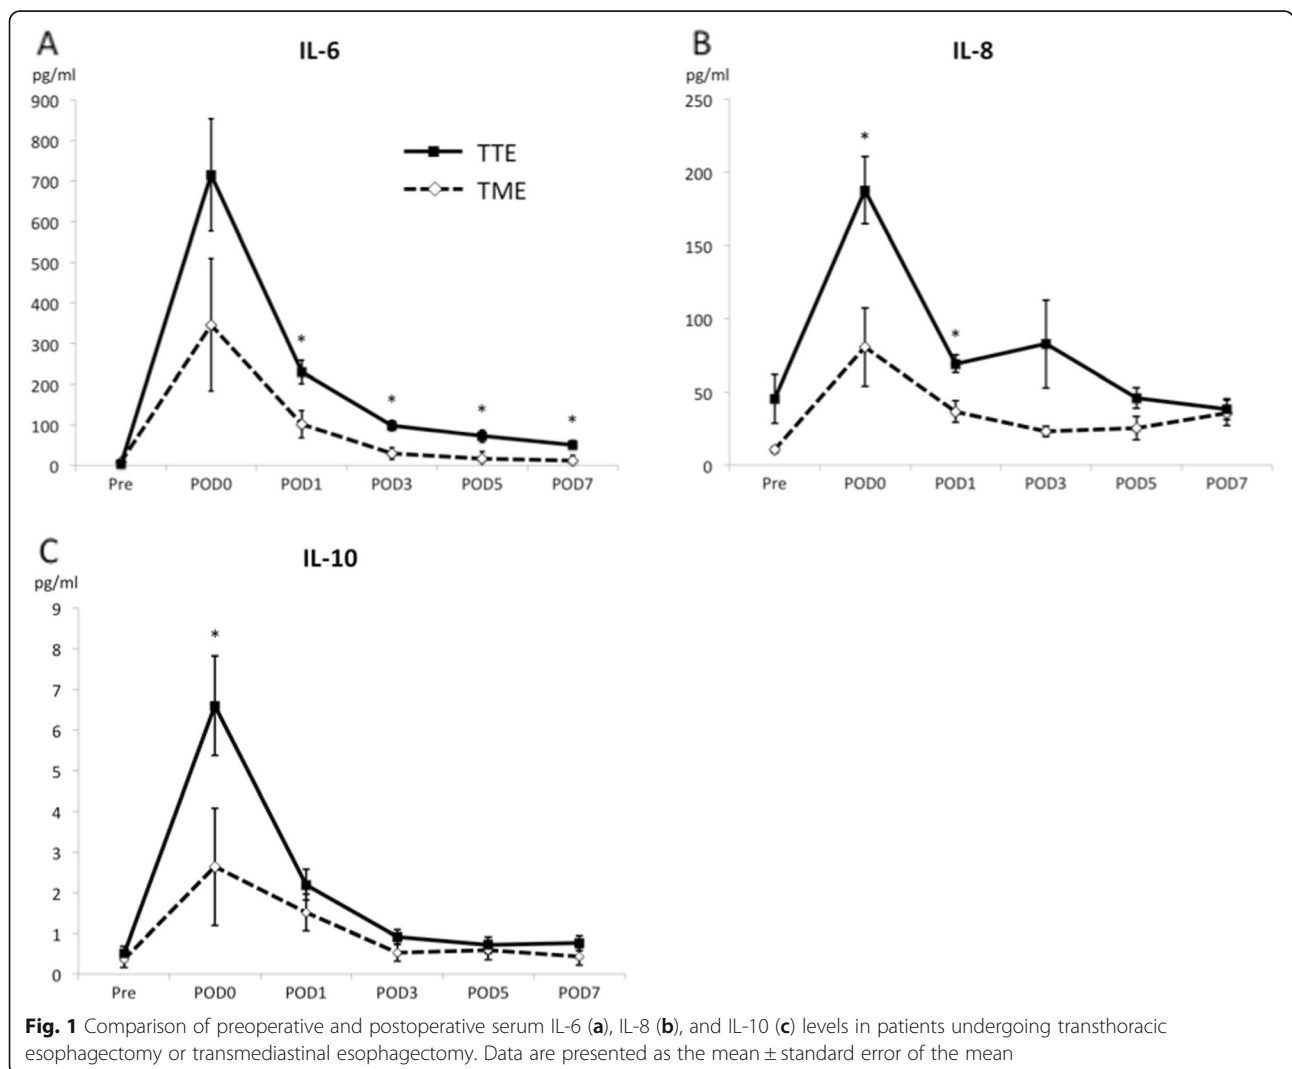 A
IL-6
pg/ml
900
800
700
600
500
400
300
200
100
0
*
*
*
*
TTE
TME
Pre POD0 POD1 POD3 POD5 POD7
B
IL-8
pg/ml
250
200
150
100
50
0
*
*
Pre POD0 POD1 POD3 POD5 POD7
C
IL-10
pg/ml
9
8
7
6
5
4
3
2
1
0
*
Pre POD0 POD1 POD3 POD5 POD7
Fig. 1 Comparison of preoperative and postoperative serum IL-6 (a), IL-8 (b), and IL-10 (c) levels in patients undergoing transthoracic
esophagectomy or transmediastinal esophagectomy. Data are presented as the mean ± standard error of the mean